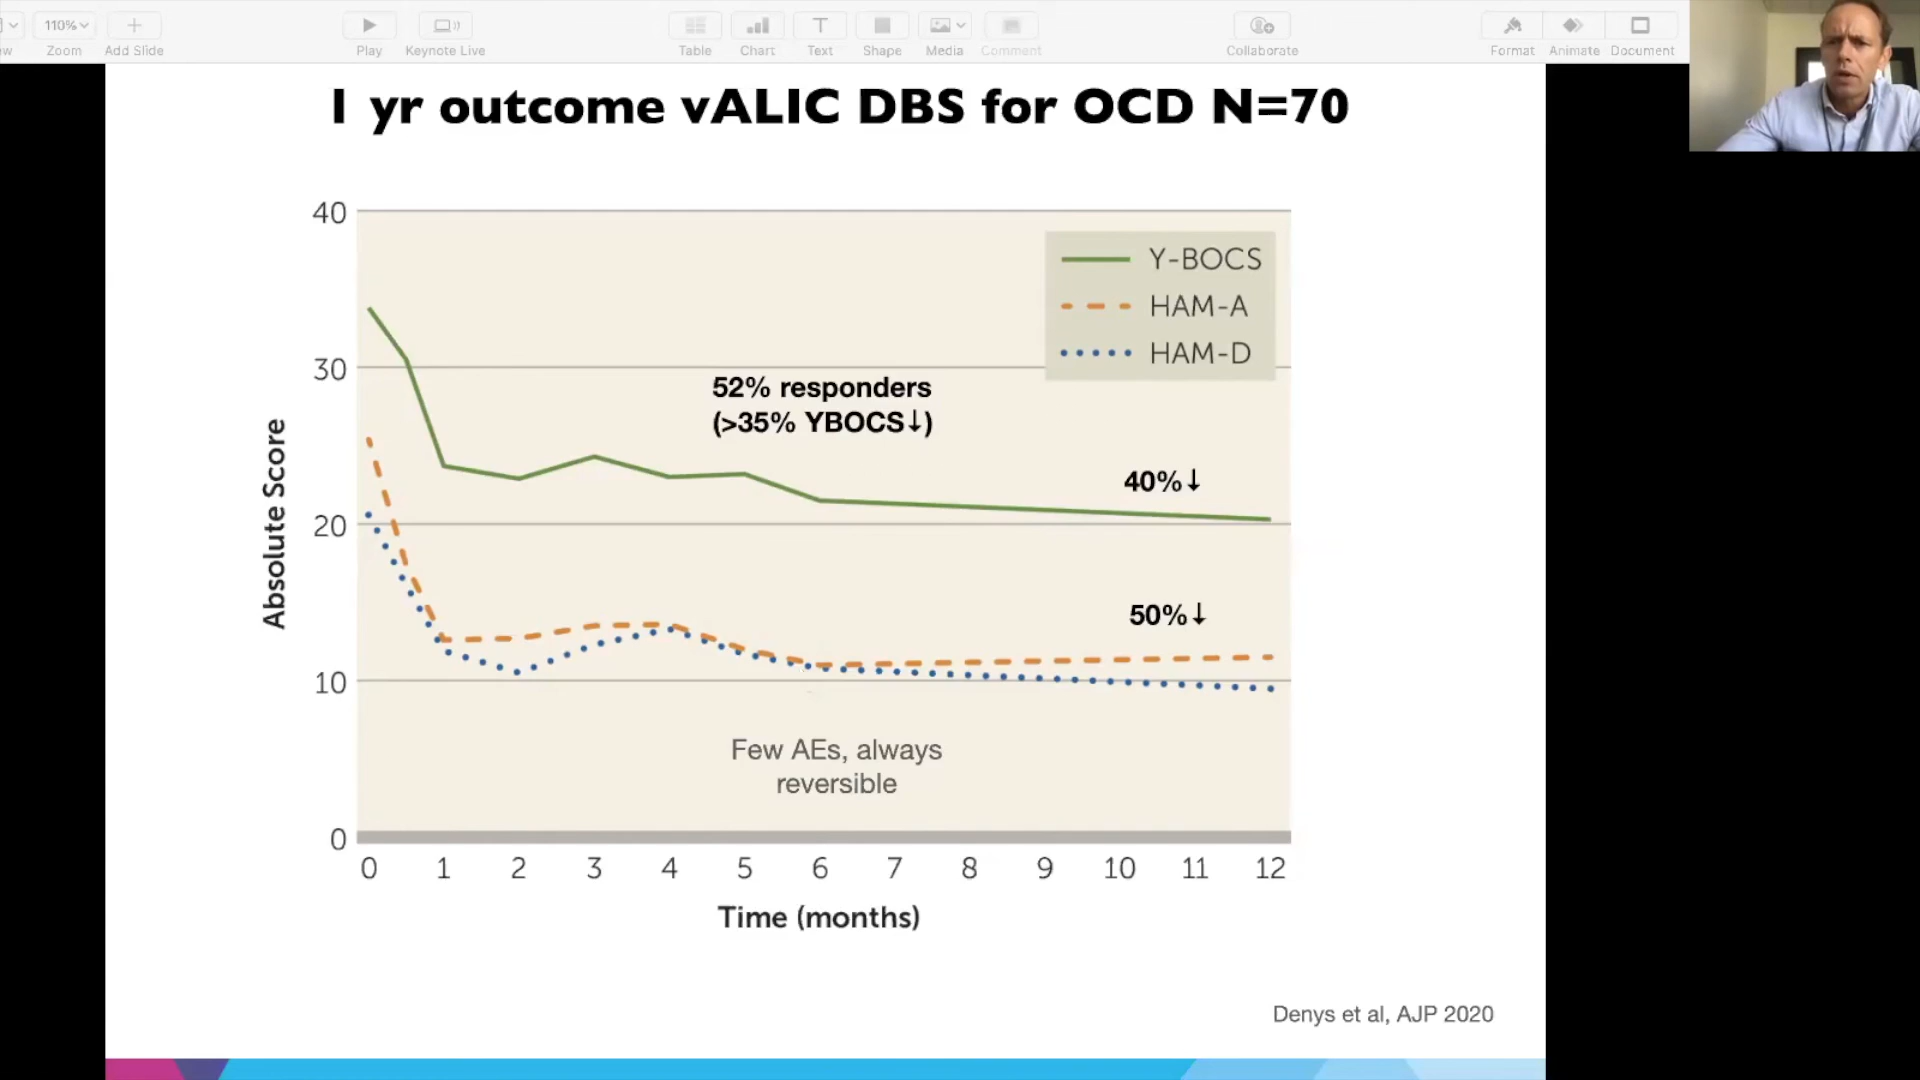 110%
ew
Zoom
Add Slide
Play
Keynote Live
Table
Chart
Text
Shape
Media
Comment
Collaborate
Format
Animate
Document
1 yr outcome vALIC DBS for OCD N=70
40
30
20
10
0
Absolute Score
Y-BOCS
HAM-A
HAM-D
52% responders
(>35% YBOCS↓)
40%↓
50%↓
Few AEs, always
reversible
0 1 2 3 4 5 6 7 8 9 10 11 12
Time (months)
Denys et al, AJP 2020